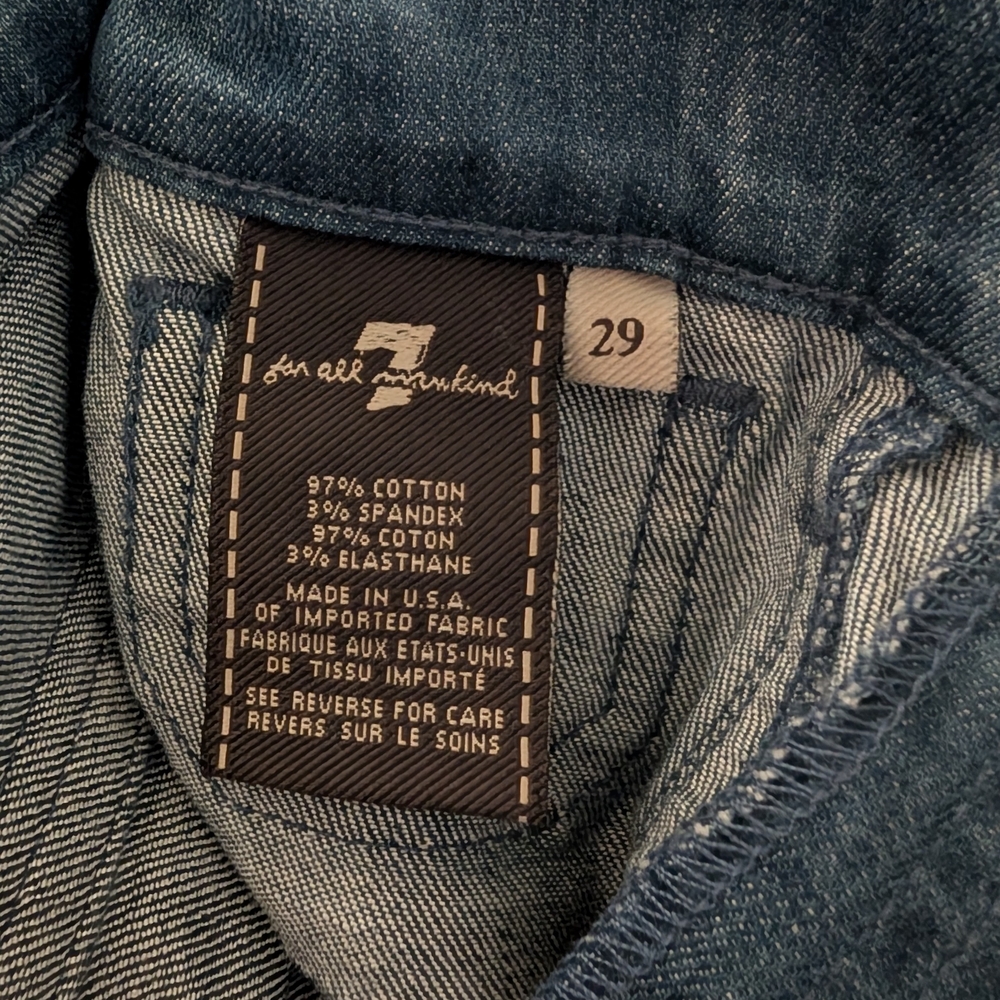 7
for all mankind
29
97% COTTON
3% SPANDEX
97% COTON
3% ELASTHANE
MADE IN U.S.A.
OF IMPORTED FABRIC
FABRIQUE AUX ETATS-UNIS
DE TISSU IMPORTÉ
SEE REVERSE FOR CARE
REVERS SUR LE SOINS